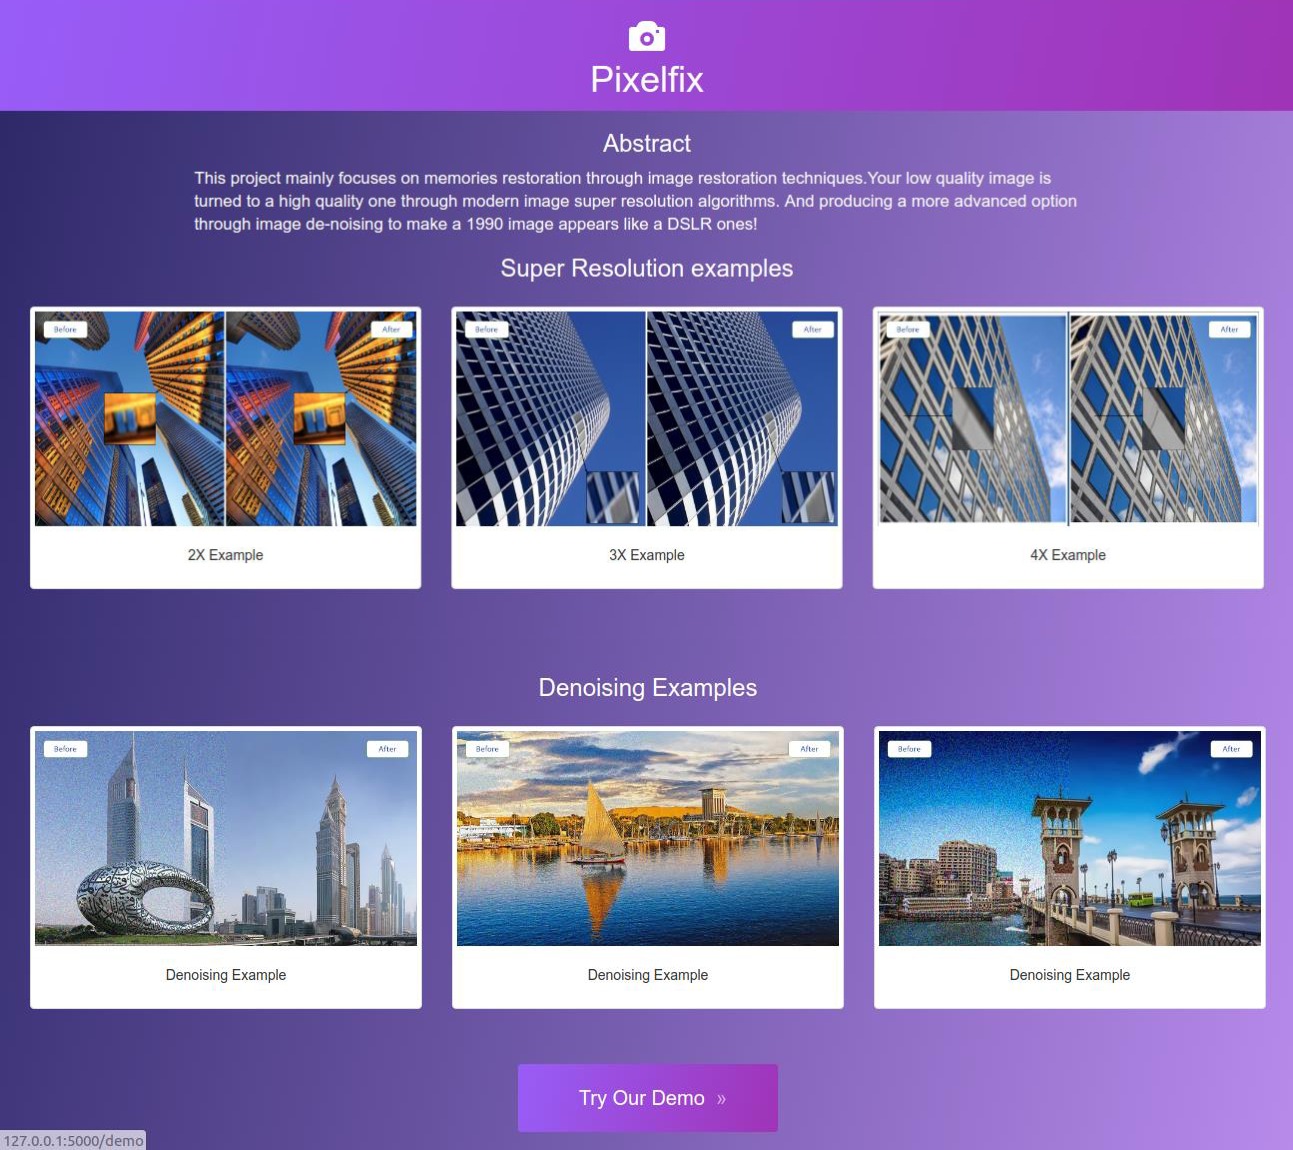 Pixelfix
Abstract
This project mainly focuses on memories restoration through image restoration techniques.Your low quality image is
turned to a high quality one through modern image super resolution algorithms. And producing a more advanced option
through image de-noising to make a 1990 image appears like a DSLR ones!
Super Resolution examples
Before
After
Before
After
Before
After
2X Example
3X Example
4X Example
Denoising Examples
Before
After
Before
After
Before
After
Denoising Example
Denoising Example
Denoising Example
Try Our Demo »
127.0.0.1:5000/demo